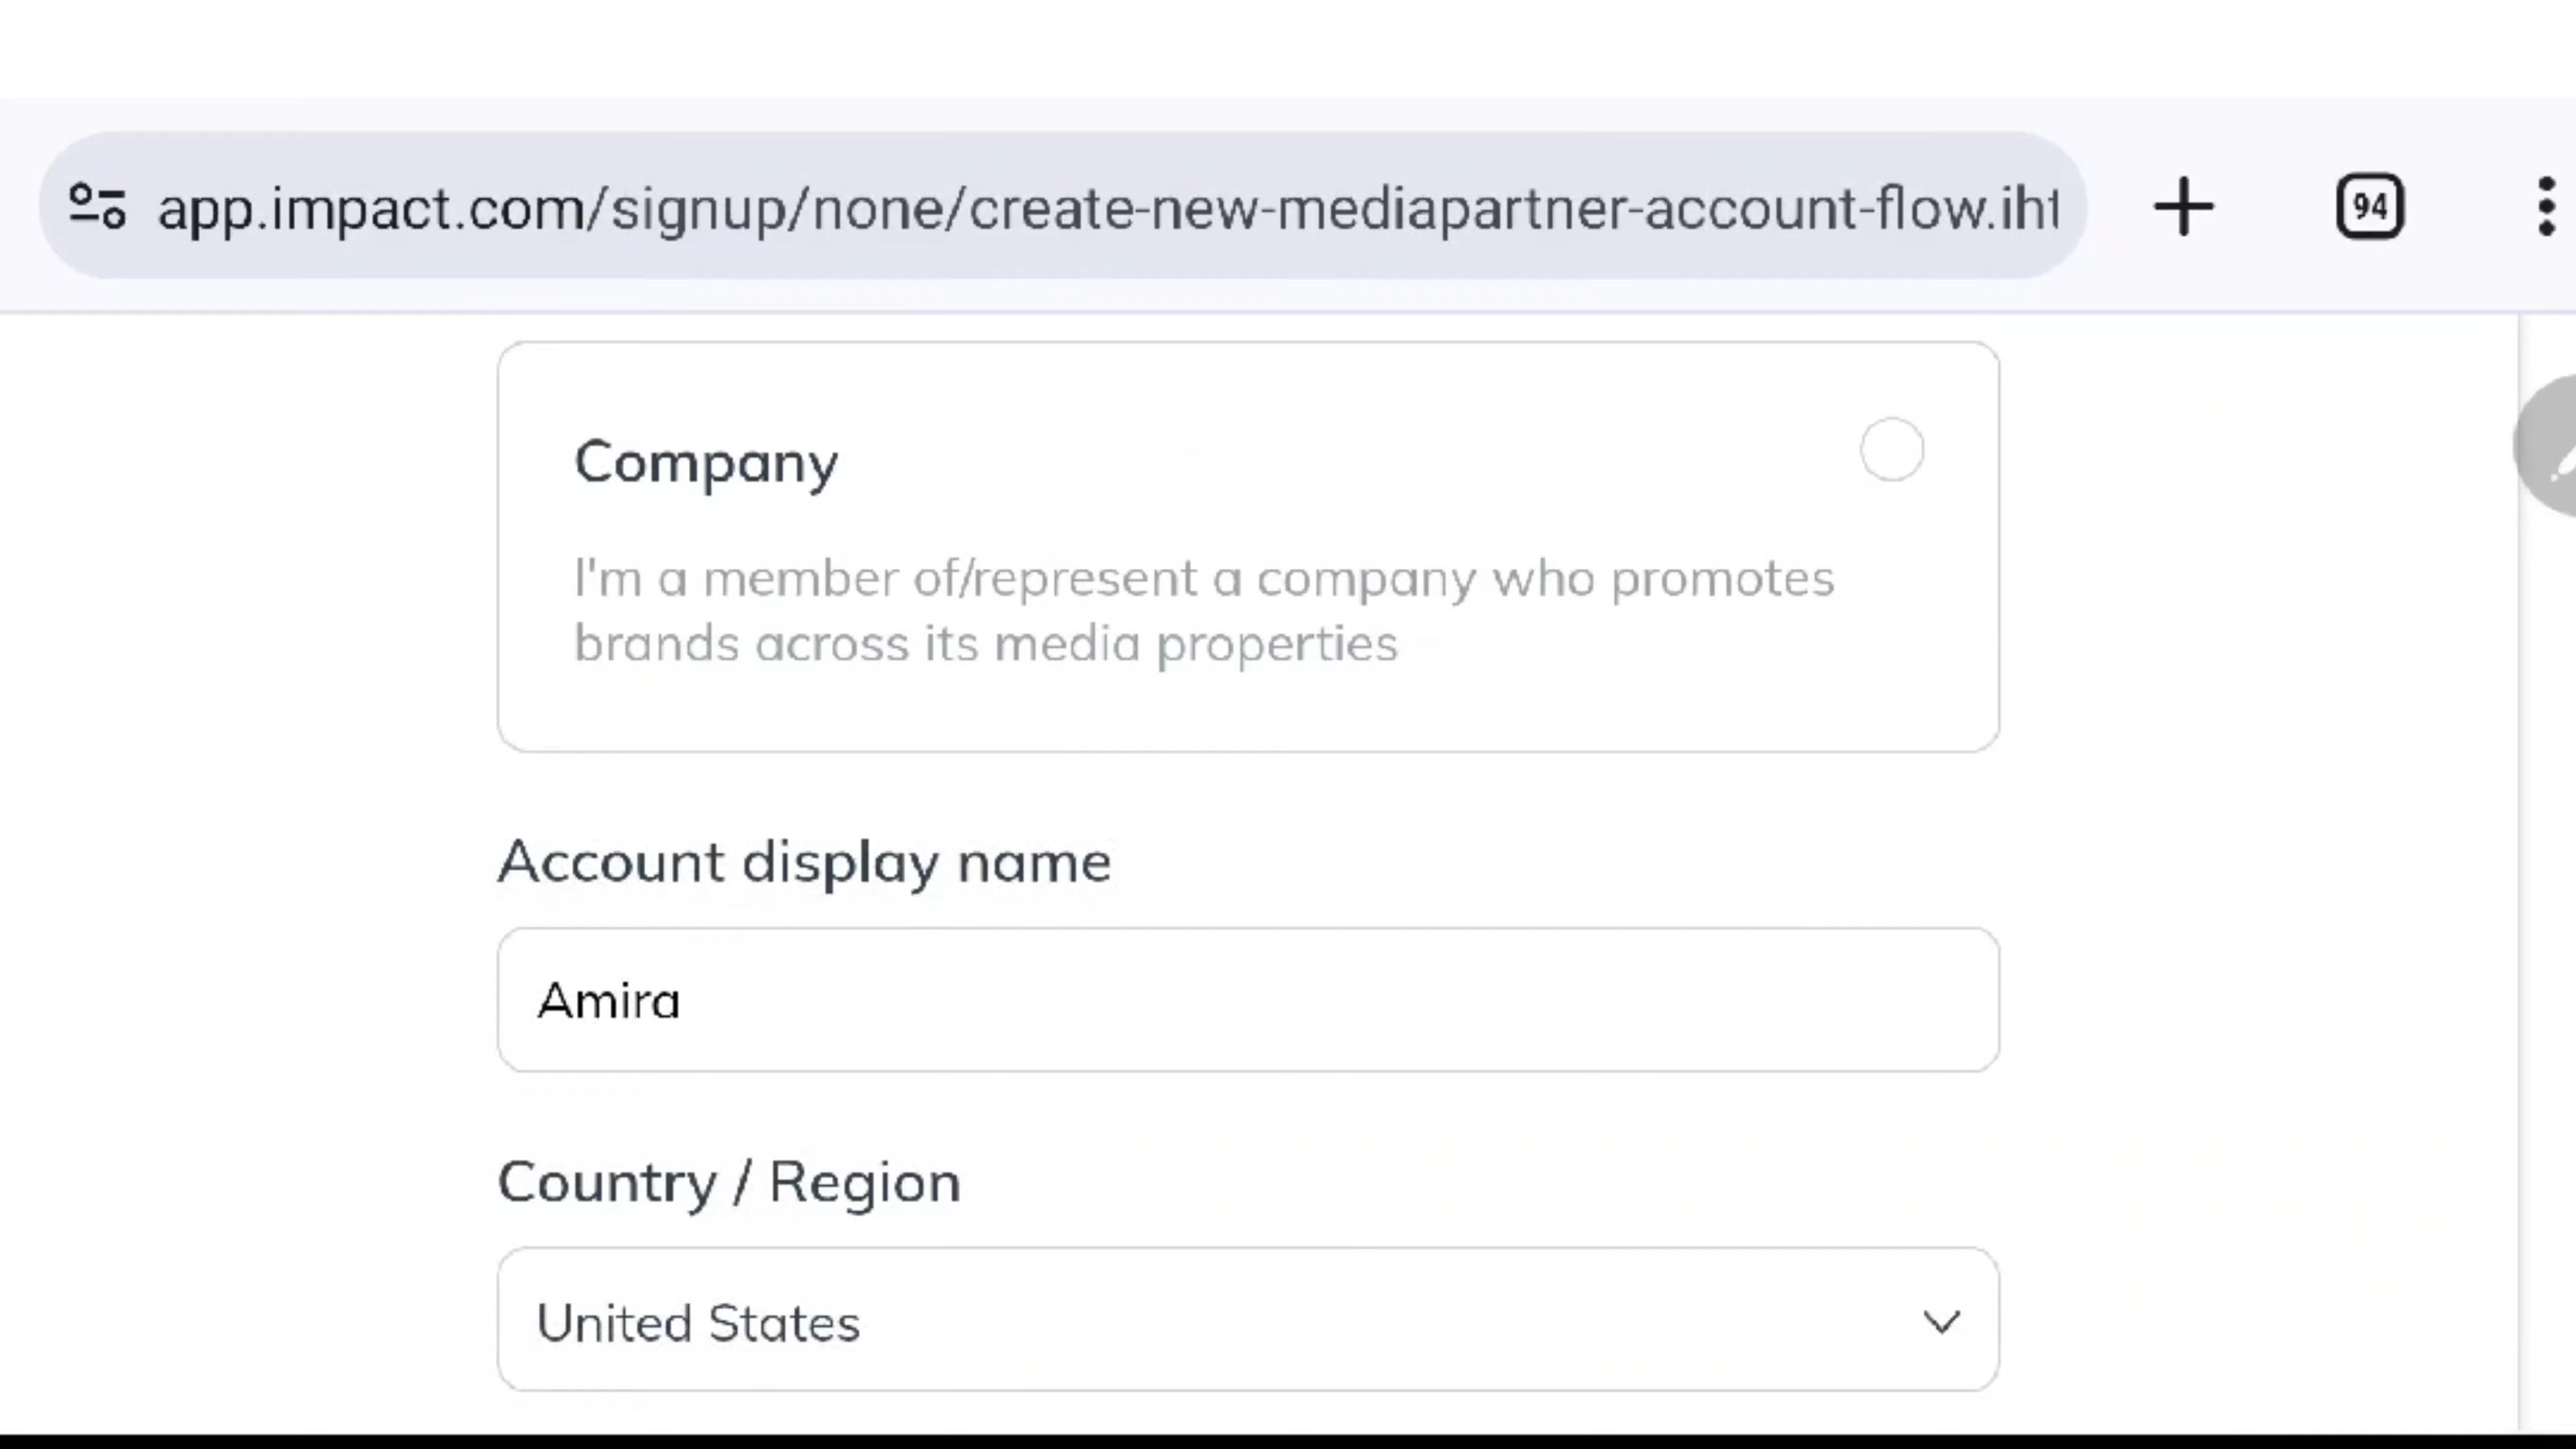 app.impact.com/signup/none/create-new-mediapartner-account-flow.iht
94
Company
I'm a member of/represent a company who promotes
brands across its media properties
Account display name
Amira
Country / Region
United States